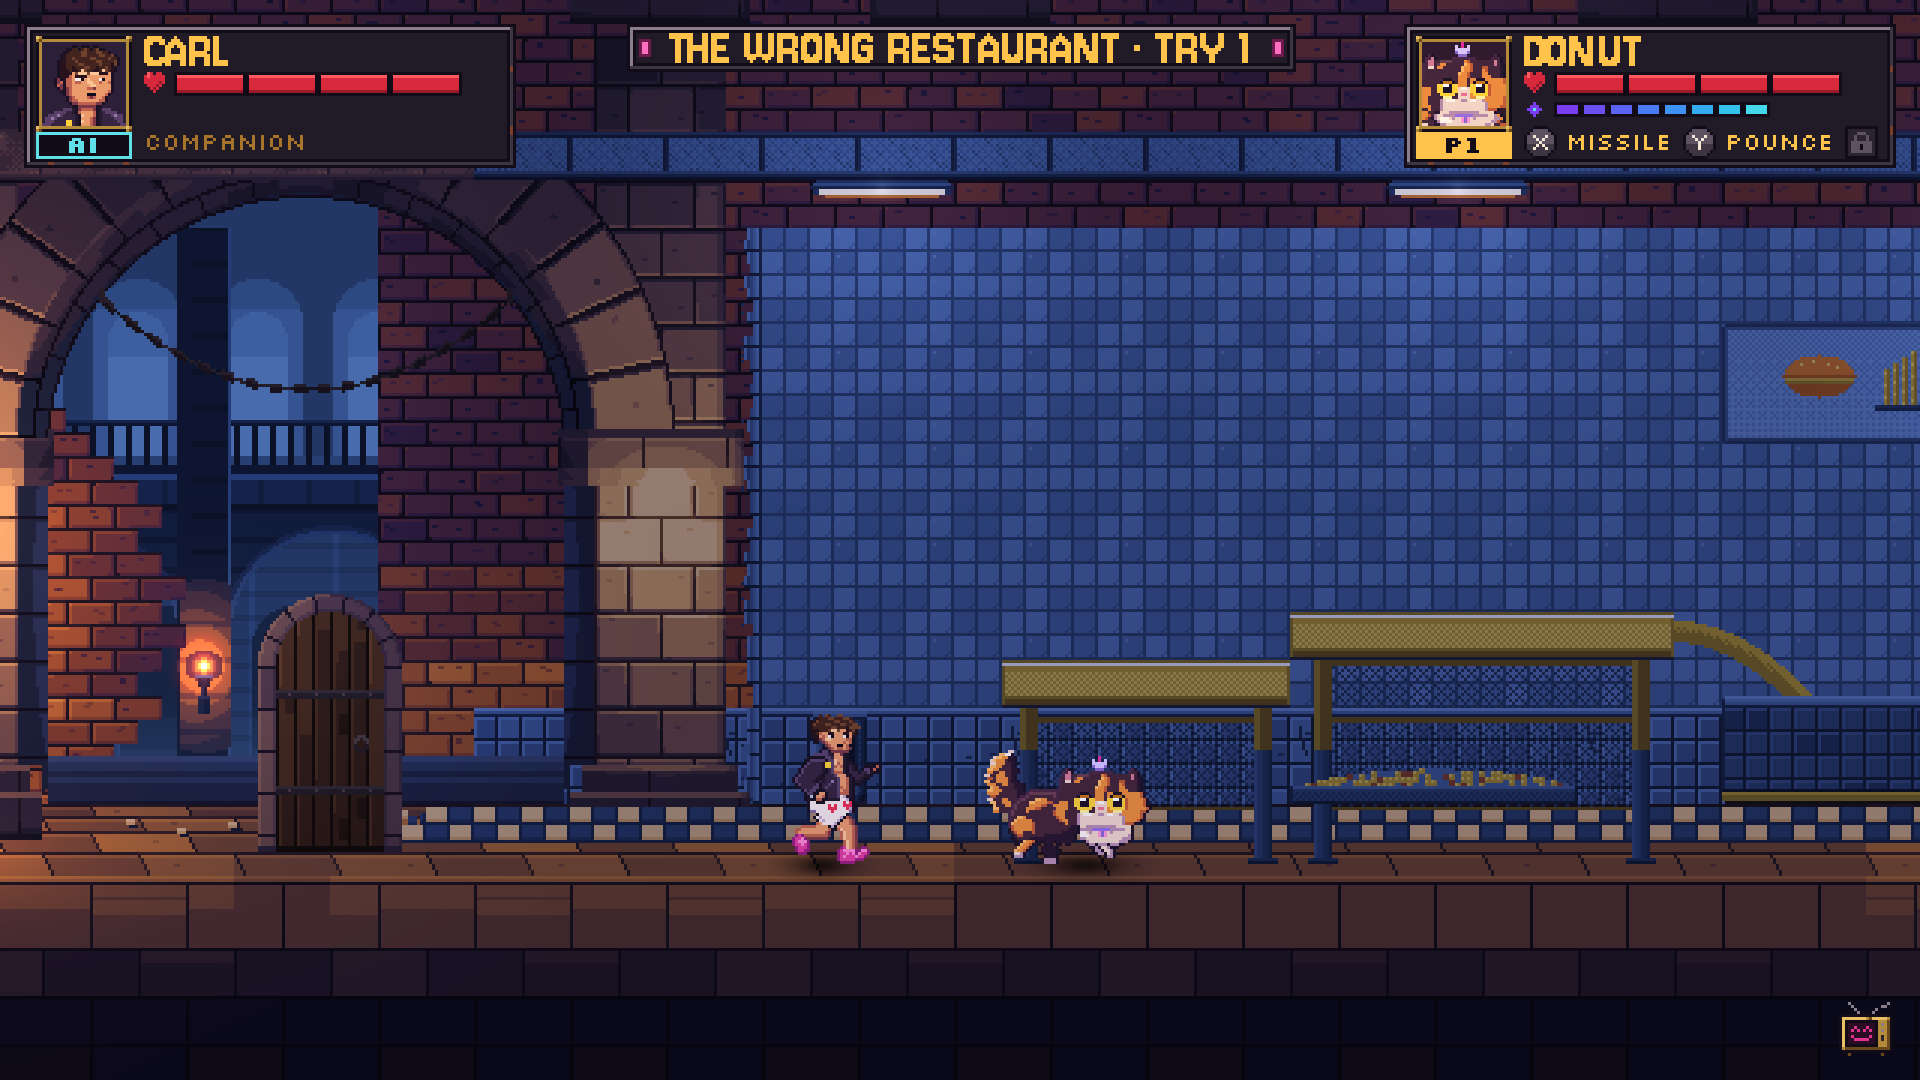 CARL
AI
COMPANION
THE WRONG RESTAURANT · TRY 1
DONUT
P1
X MISSILE Y POUNCE